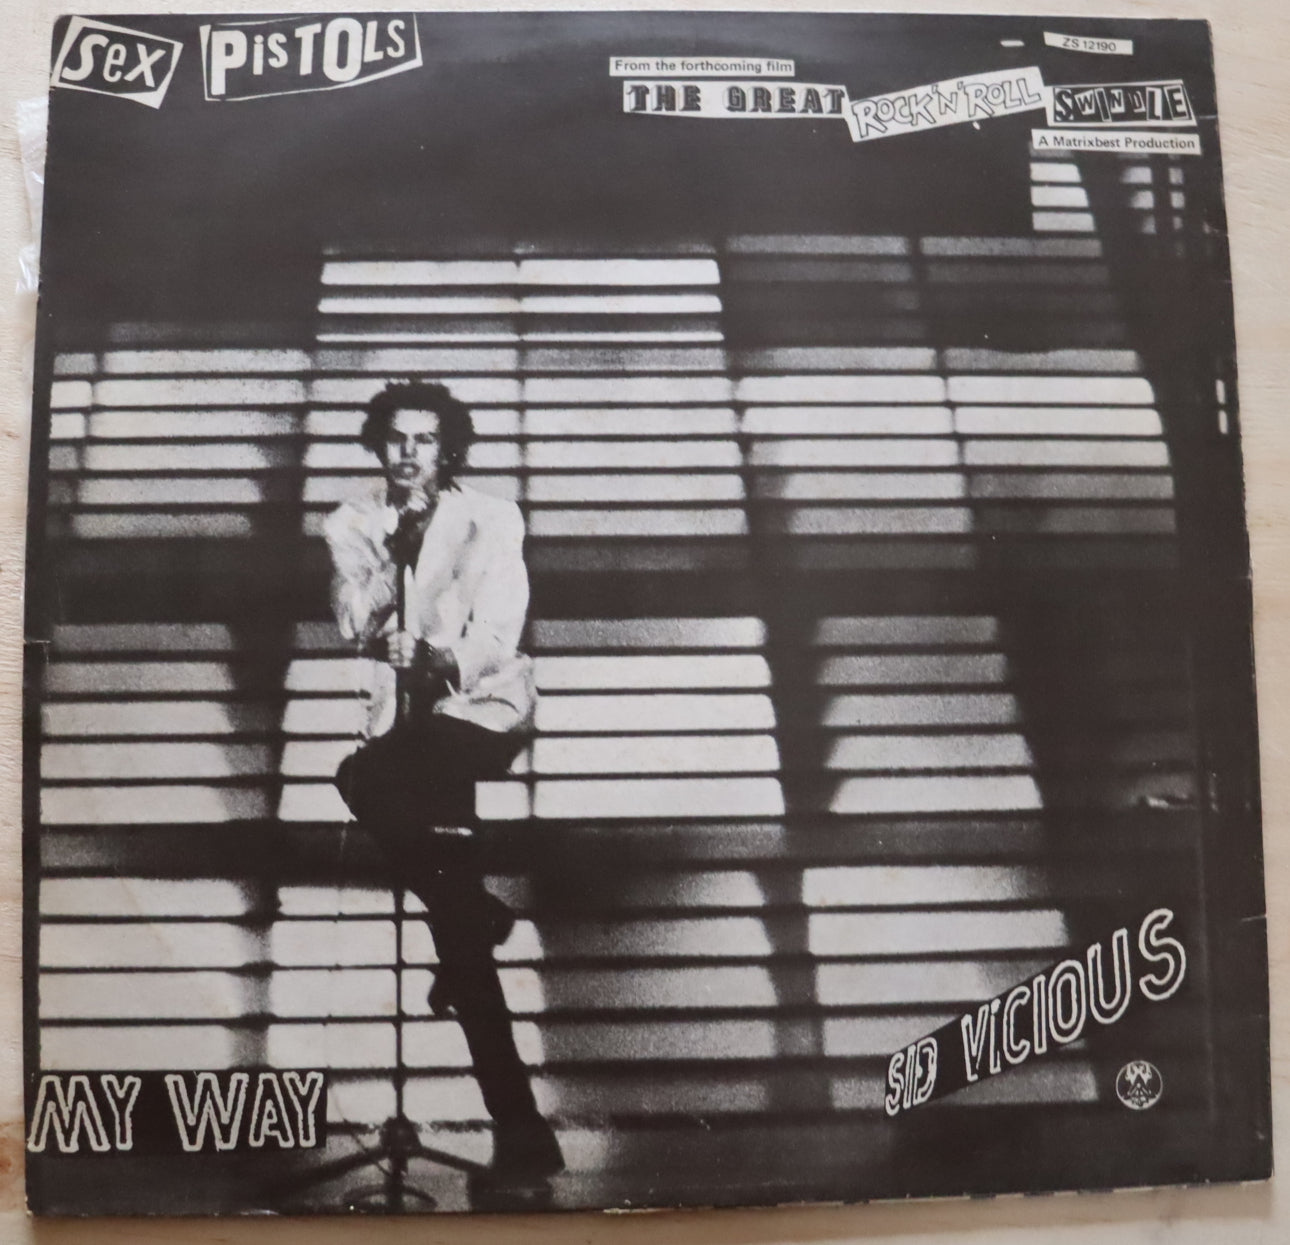 Sex PiSTOLS
ZS 12190
From the forthcoming film
THE GREAT ROCK'N'ROLL SWINDLE
A Matrixbest Production
SID ViCIOUS
MY WAY